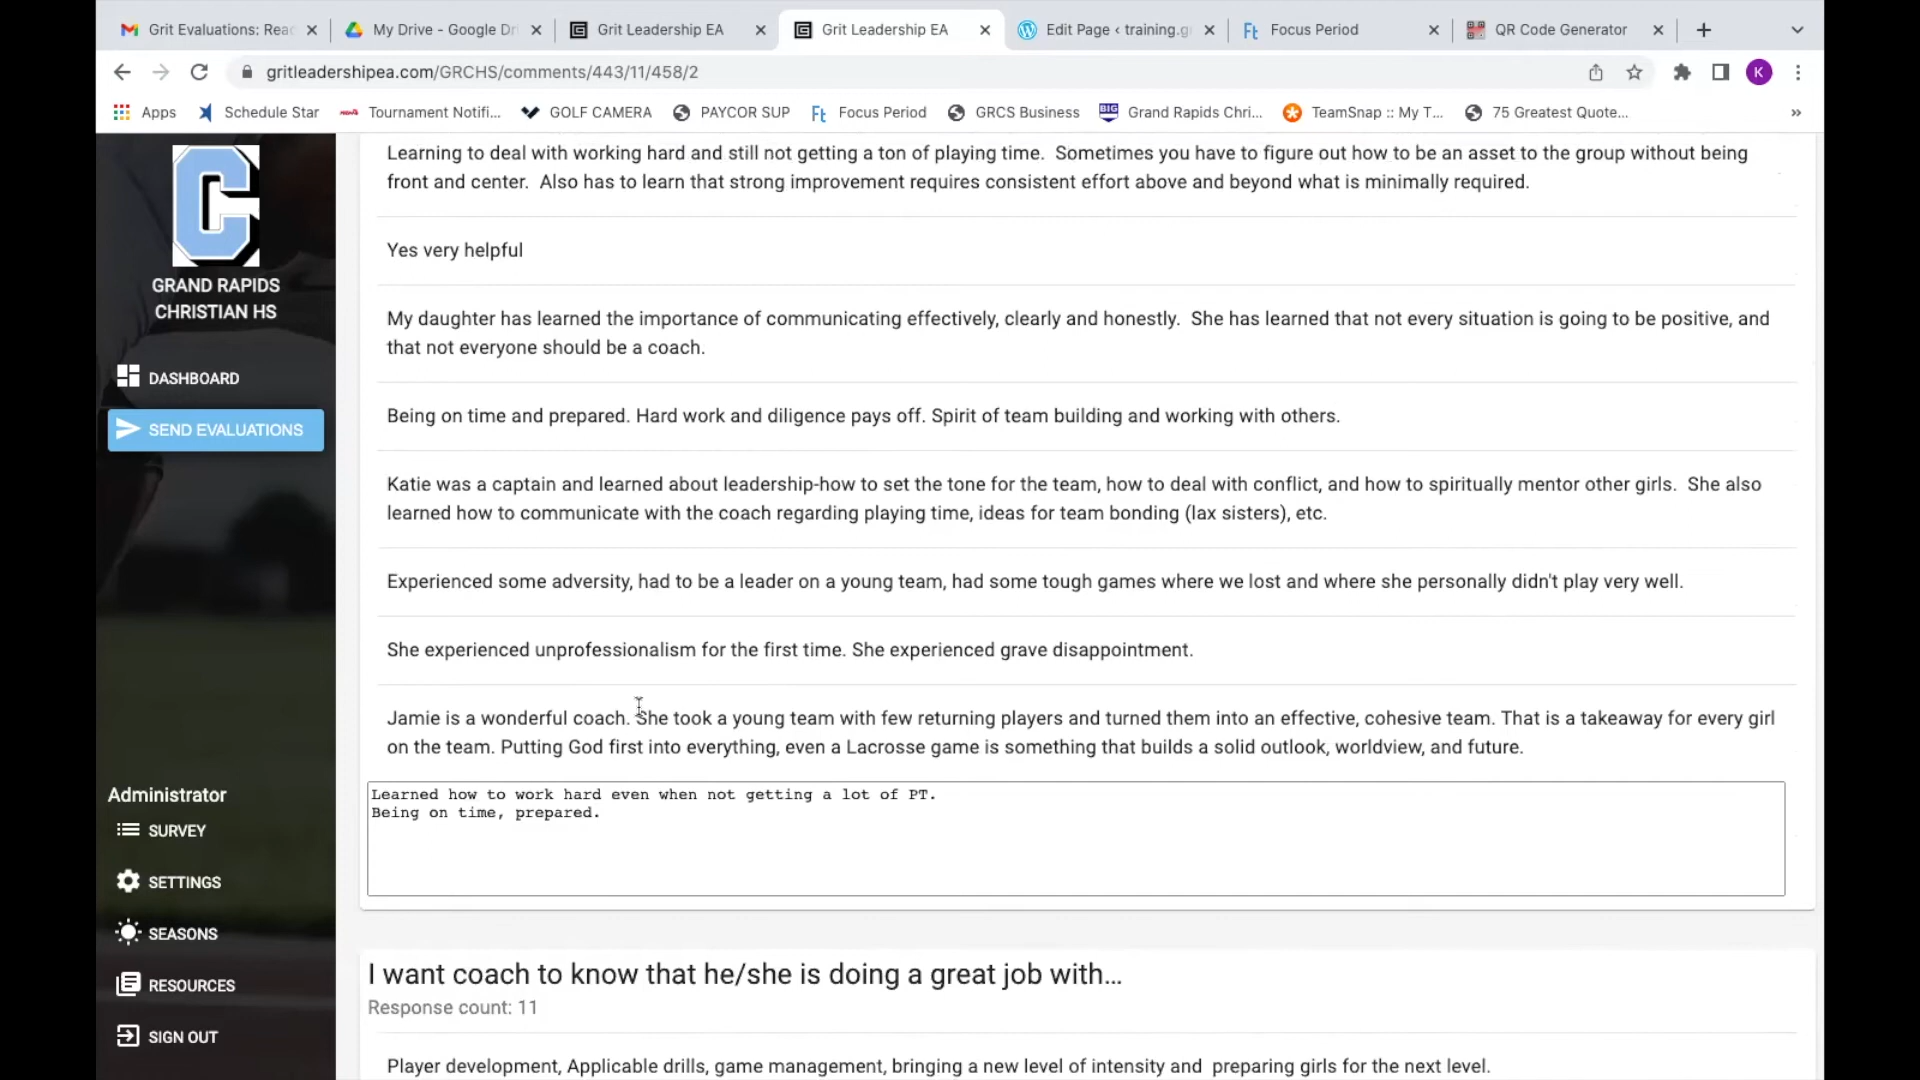 Grit Evaluations: Read
My Drive - Google Dri
Grit Leadership EA
Grit Leadership EA
Edit Page ‹ training.gr
Ft Focus Period
QR Code Generator
gritleadershipea.com/GRCHS/comments/443/11/458/2
K
Apps
Schedule Star
Tournament Notifi...
GOLF CAMERA
PAYCOR SUP
Ft Focus Period
GRCS Business
BIG Grand Rapids Chri...
TeamSnap :: My T...
75 Greatest Quote...
»
Learning to deal with working hard and still not getting a ton of playing time. Sometimes you have to figure out how to be an asset to the group without being
front and center. Also has to learn that strong improvement requires consistent effort above and beyond what is minimally required.
Yes very helpful
My daughter has learned the importance of communicating effectively, clearly and honestly. She has learned that not every situation is going to be positive, and
that not everyone should be a coach.
Being on time and prepared. Hard work and diligence pays off. Spirit of team building and working with others.
Katie was a captain and learned about leadership-how to set the tone for the team, how to deal with conflict, and how to spiritually mentor other girls. She also
learned how to communicate with the coach regarding playing time, ideas for team bonding (lax sisters), etc.
Experienced some adversity, had to be a leader on a young team, had some tough games where we lost and where she personally didn't play very well.
She experienced unprofessionalism for the first time. She experienced grave disappointment.
Jamie is a wonderful coach. She took a young team with few returning players and turned them into an effective, cohesive team. That is a takeaway for every girl
on the team. Putting God first into everything, even a Lacrosse game is something that builds a solid outlook, worldview, and future.
Learned how to work hard even when not getting a lot of PT.
Being on time, prepared.
I want coach to know that he/she is doing a great job with...
Response count: 11
Player development, Applicable drills, game management, bringing a new level of intensity and preparing girls for the next level.
C
GRAND RAPIDS
CHRISTIAN HS
DASHBOARD
SEND EVALUATIONS
Administrator
SURVEY
SETTINGS
SEASONS
RESOURCES
SIGN OUT